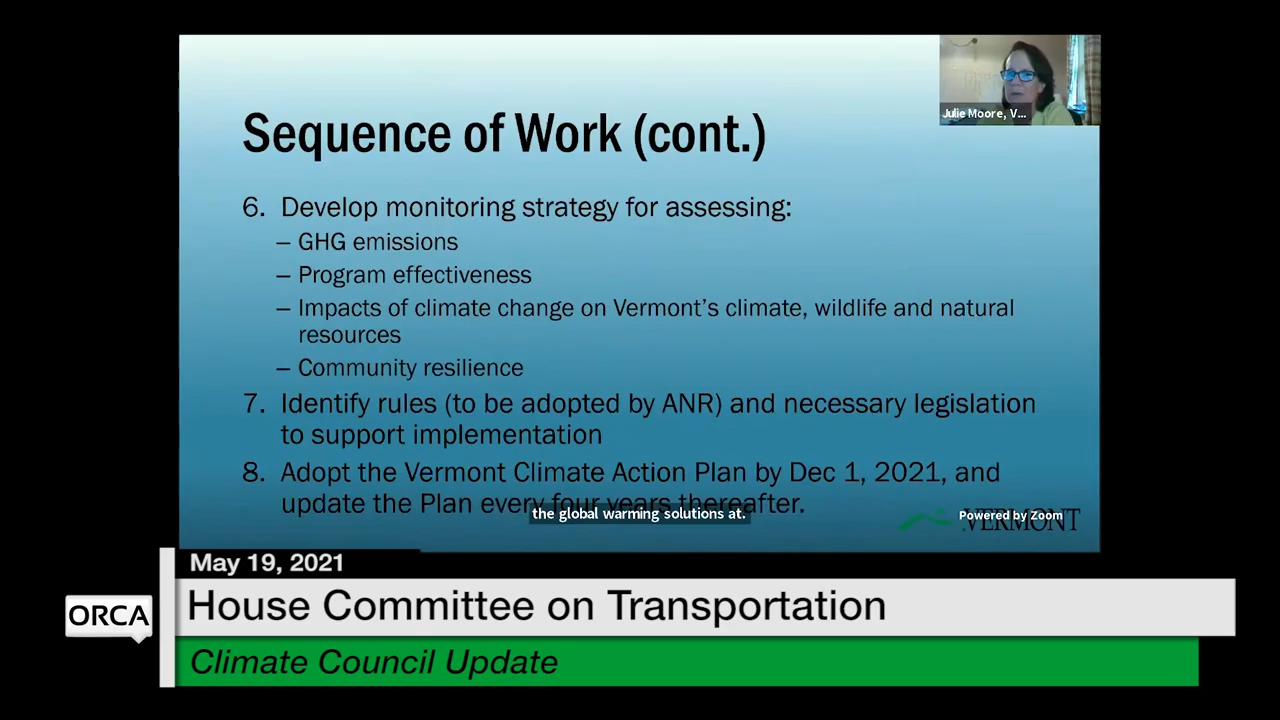 Julie Moore, V...
Sequence of Work (cont.)
6. Develop monitoring strategy for assessing:
– GHG emissions
– Program effectiveness
– Impacts of climate change on Vermont's climate, wildlife and natural
resources
– Community resilience
7. Identify rules (to be adopted by ANR) and necessary legislation
to support implementation
8. Adopt the Vermont Climate Action Plan by Dec 1, 2021, and
update the Plan every four years thereafter.
the global warming solutions at.
Powered by Zoom
VERMONT
May 19, 2021
ORCA
House Committee on Transportation
Climate Council Update